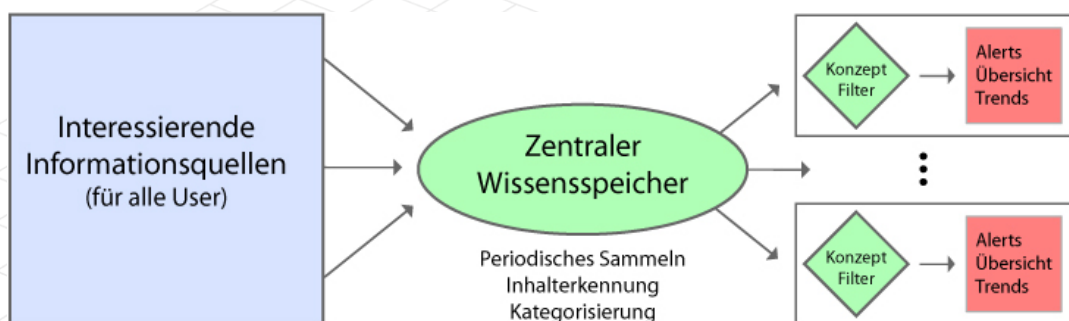 Interessierende
Informationsquellen
(für alle User)
Zentraler
Wissensspeicher
Periodisches Sammeln
Inhalterkennung
Kategorisierung
Konzept
Filter
Alerts
Übersicht
Trends
Konzept
Filter
Alerts
Übersicht
Trends